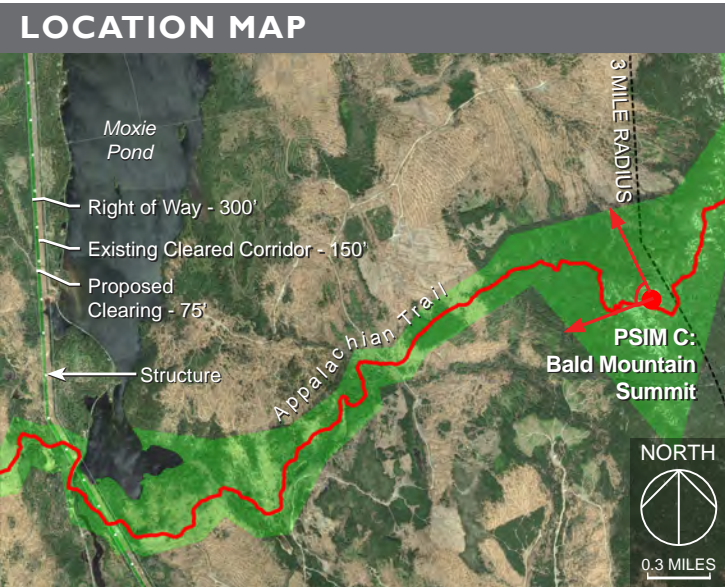 LOCATION MAP
Moxie
Pond
3 MILE RADIUS
Right of Way - 300'
Existing Cleared Corridor - 150'
Proposed
Clearing - 75'
Structure
Appalachian Trail
PSIM C:
Bald Mountain
Summit
NORTH
0.3 MILES